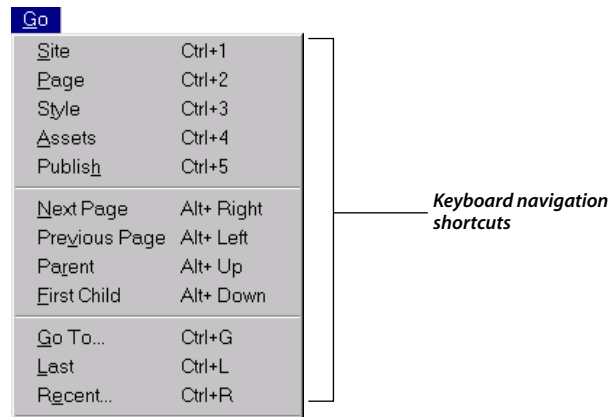 Go
Site Ctrl+1
Page Ctrl+2
Style Ctrl+3
Assets Ctrl+4
Publish Ctrl+5
Next Page Alt+ Right
Previous Page Alt+ Left
Parent Alt+ Up
First Child Alt+ Down
Go To... Ctrl+G
Last Ctrl+L
Recent... Ctrl+R
Keyboard navigation
shortcuts